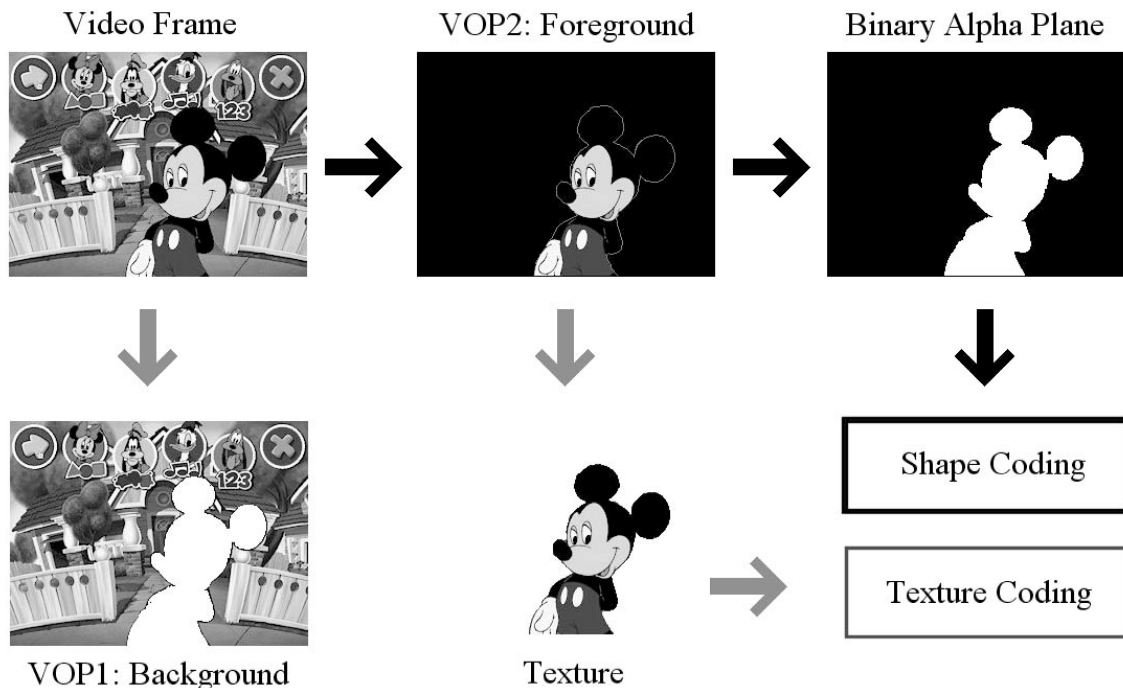 Video Frame
VOP2: Foreground
Binary Alpha Plane
123
123
Shape Coding
Texture Coding
VOP1: Background
Texture